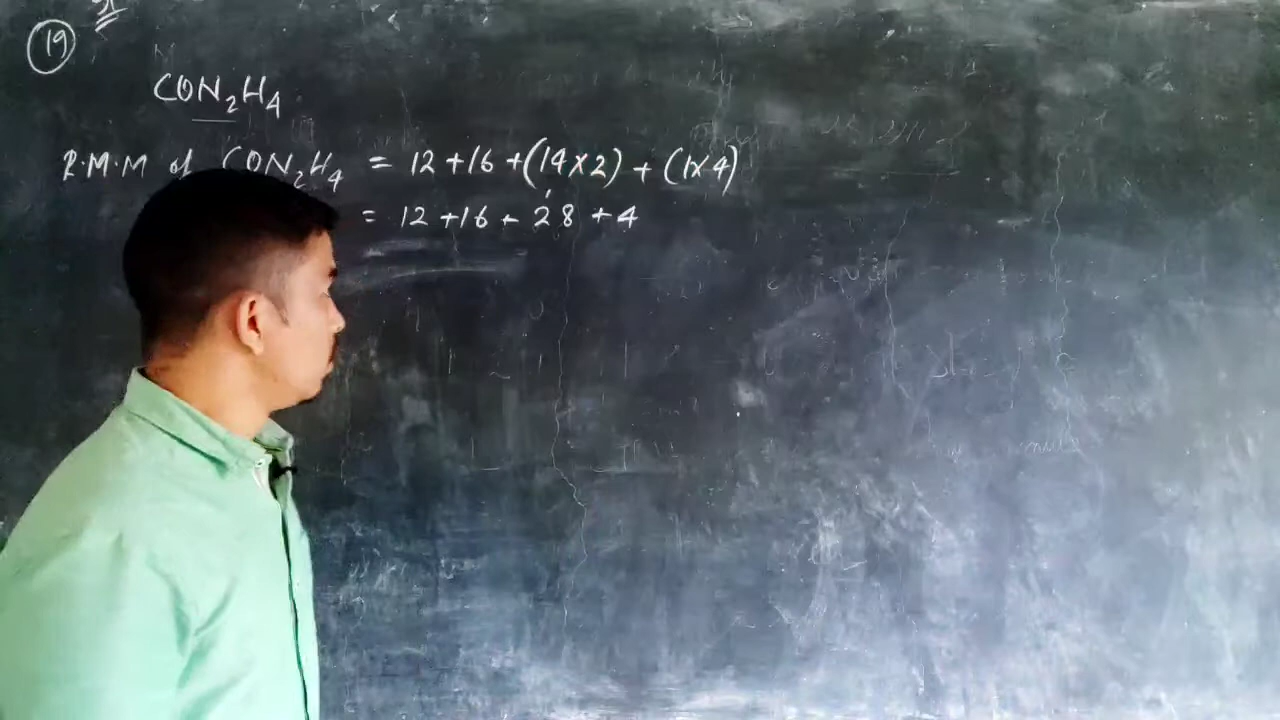 19
CON₂H₄
R.M.M of CON₂H₄ = 12 + 16 + (14 × 2) + (1 × 4)
= 12 + 16 + 28 + 4